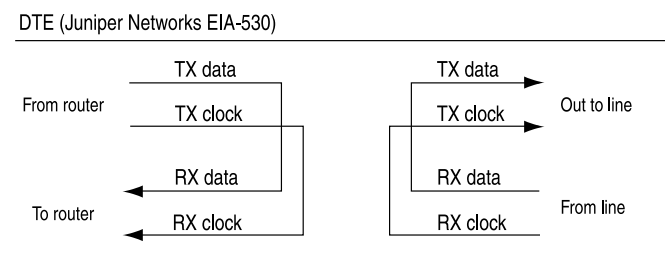 DTE (Juniper Networks EIA-530)
TX data
TX data
From router
Out to line
TX clock
TX clock
RX data
RX data
To router
From line
RX clock
RX clock